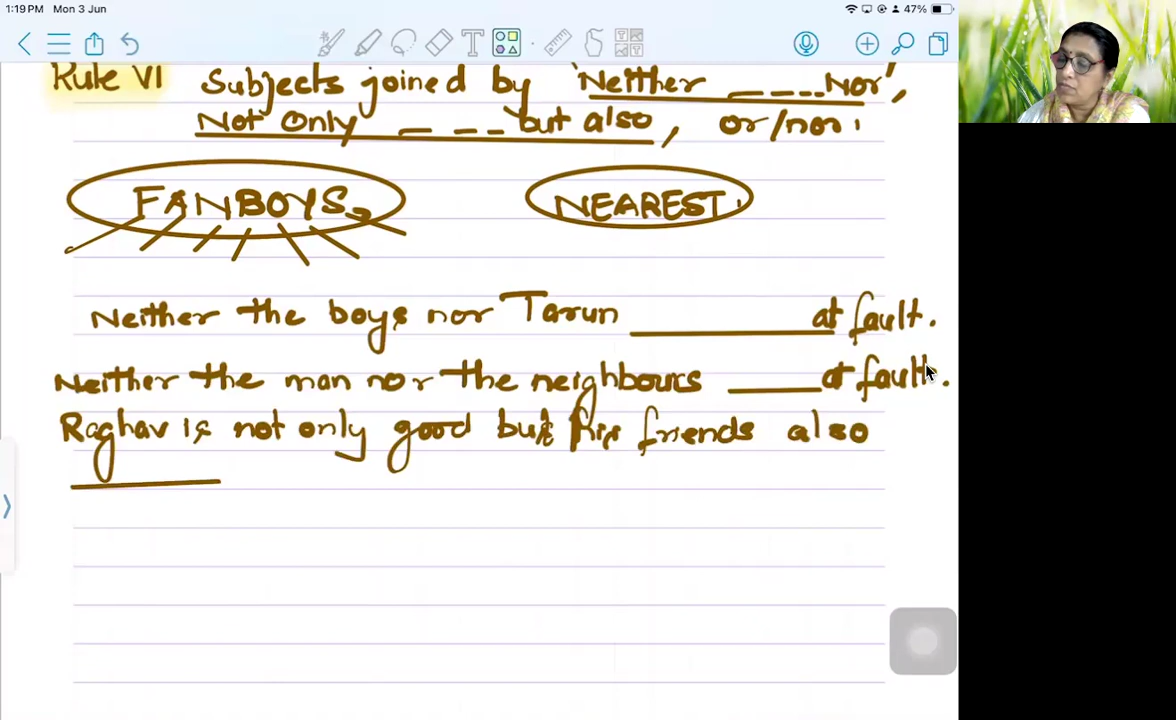 1:19 PM Mon 3 Jun
47%
Rule VI Subjects joined by 'Neither _ _ _ _ Nor',
Not Only _ _ _ but also, or/nor.
FANBOYS NEAREST.
Neither the boys nor Tarun ______ at fault.
Neither the man nor the neighbours ____ at fault.
Raghav is not only good but his friends also
______